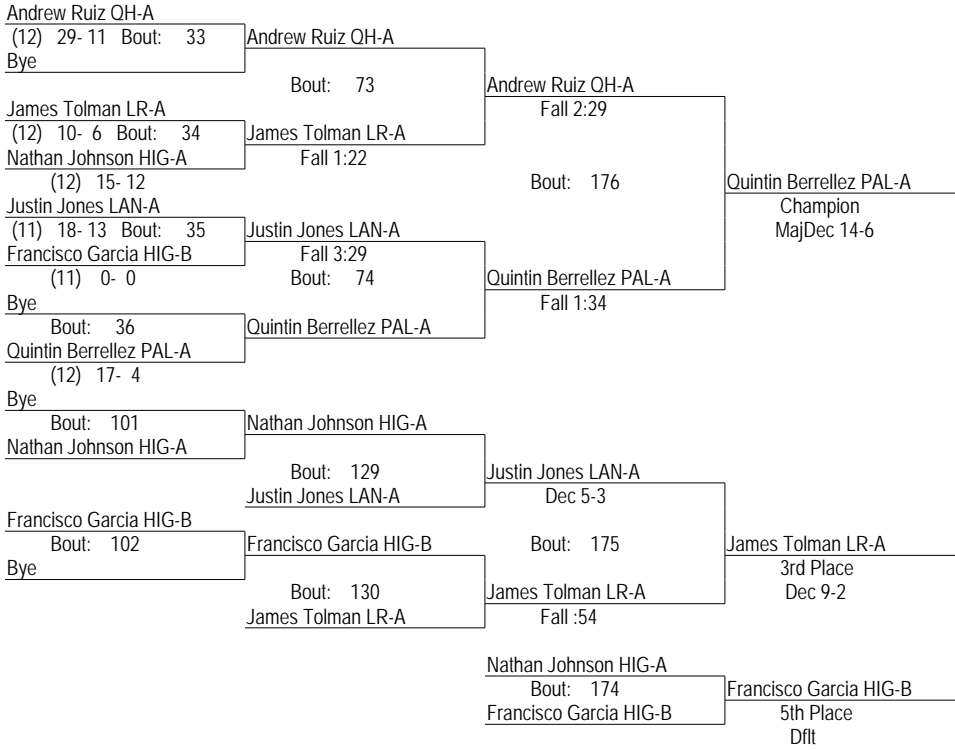 Andrew Ruiz QH-A
(12) 29- 11 Bout: 33 Andrew Ruiz QH-A
Bye
Bout: 73 Andrew Ruiz QH-A
James Tolman LR-A Fall 2:29
(12) 10- 6 Bout: 34 James Tolman LR-A
Nathan Johnson HIG-A Fall 1:22
(12) 15- 12 Bout: 176 Quintin Berrellez PAL-A
Justin Jones LAN-A Champion
(11) 18- 13 Bout: 35 Justin Jones LAN-A MajDec 14-6
Francisco Garcia HIG-B Fall 3:29
(11) 0- 0 Bout: 74 Quintin Berrellez PAL-A
Bye Fall 1:34
Bout: 36 Quintin Berrellez PAL-A
Quintin Berrellez PAL-A
(12) 17- 4
Bye
Bout: 101 Nathan Johnson HIG-A
Nathan Johnson HIG-A
Bout: 129 Justin Jones LAN-A
Justin Jones LAN-A Dec 5-3
Francisco Garcia HIG-B
Bout: 102 Francisco Garcia HIG-B Bout: 175 James Tolman LR-A
Bye 3rd Place
Bout: 130 James Tolman LR-A Dec 9-2
James Tolman LR-A Fall :54
Nathan Johnson HIG-A
Bout: 174 Francisco Garcia HIG-B
Francisco Garcia HIG-B 5th Place
Dflt